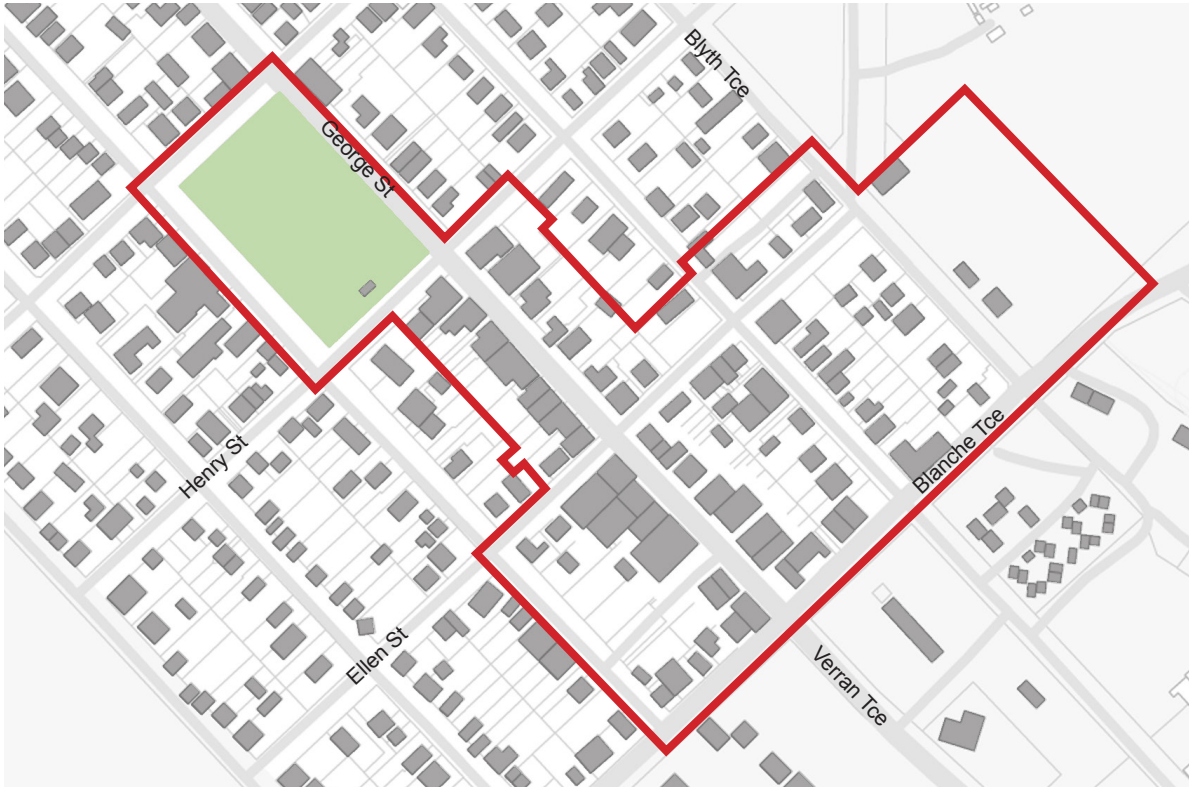 Blyth Tce
George St
Henry St
Blanche Tce
Ellen St
Verran Tce